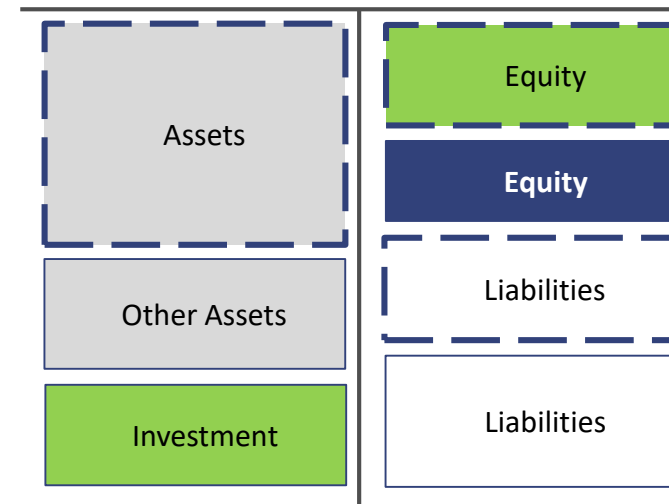 Assets
Other Assets
Investment
Equity
Equity
Liabilities
Liabilities